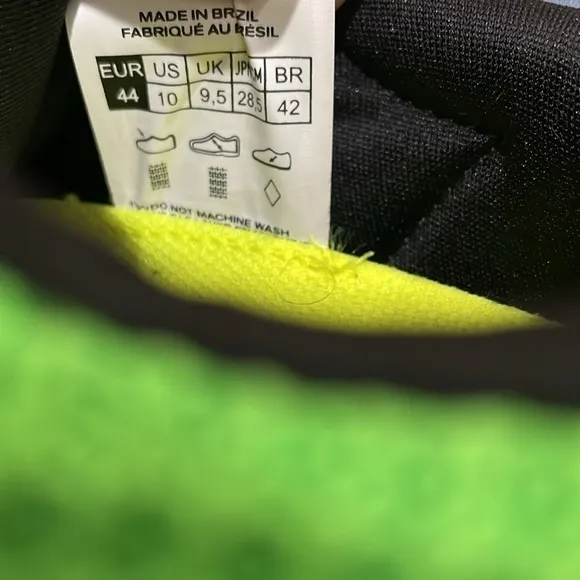 MADE IN BRZIL
FABRIQUÉ AU RÉSIL
EUR US UK BR
44 10 9,5 28,5 42
DO NOT MACHINE WASH